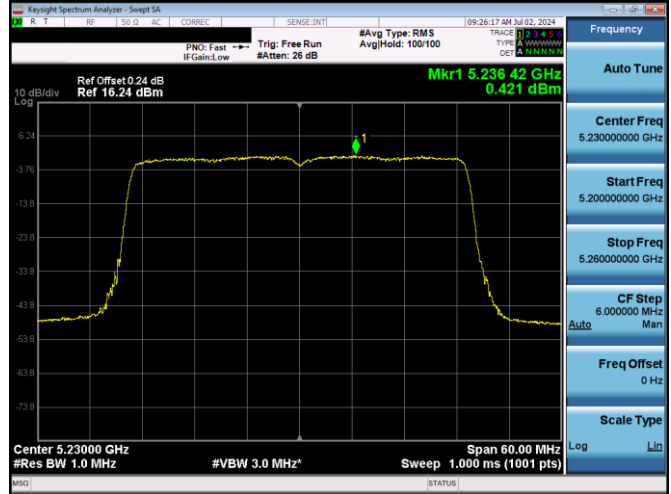 Keysight Spectrum Analyzer - Swept SA
R T RF 50 Ω AC CORREC SENSE:INT 09:26:17 AM Jul 02, 2024
#Avg Type: RMS
Avg|Hold: 100/100
TRACE 1 2 3 4 5 6
TYPE A WWWWW
DET A N N N N N
PNO: Fast
IFGain:Low
Trig: Free Run
#Atten: 26 dB
Ref Offset 0.24 dB
Ref 16.24 dBm
10 dB/div
Log
Mkr1 5.236 42 GHz
0.421 dBm
1
6.24
-3.76
-13.8
-23.8
-33.8
-43.8
-53.8
-63.8
-73.8
Center 5.23000 GHz
#Res BW 1.0 MHz
#VBW 3.0 MHz*
Span 60.00 MHz
Sweep 1.000 ms (1001 pts)
MSG
STATUS
Frequency
Auto Tune
Center Freq
5.230000000 GHz
Start Freq
5.200000000 GHz
Stop Freq
5.260000000 GHz
CF Step
6.000000 MHz
Auto Man
Freq Offset
0 Hz
Scale Type
Log Lin